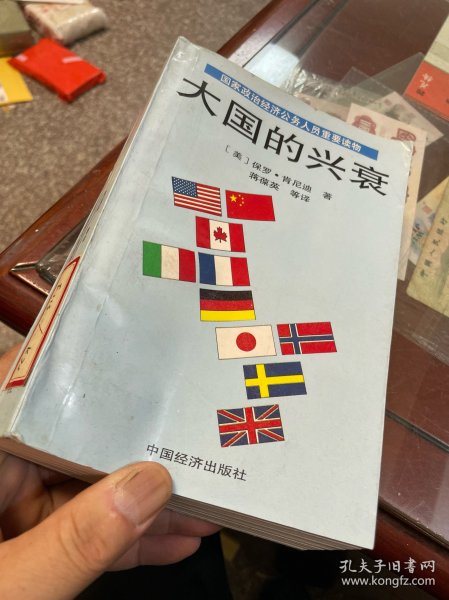 国家政治经济公务人员重要读物
大国的兴衰
[美]保罗·肯尼迪 著
蒋葆英 等译
中国经济出版社
孔夫子旧书网
www.kongfz.com